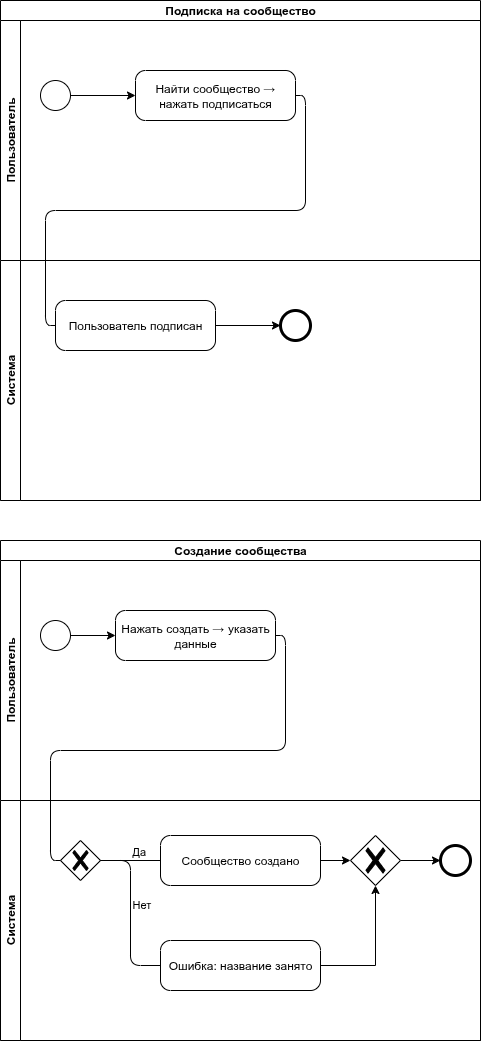 Подписка на сообщество
Пользователь
Найти сообщество →
нажать подписаться
Система
Пользователь подписан
Создание сообщества
Пользователь
Нажать создать → указать
данные
Система
Да
Сообщество создано
Нет
Ошибка: название занято